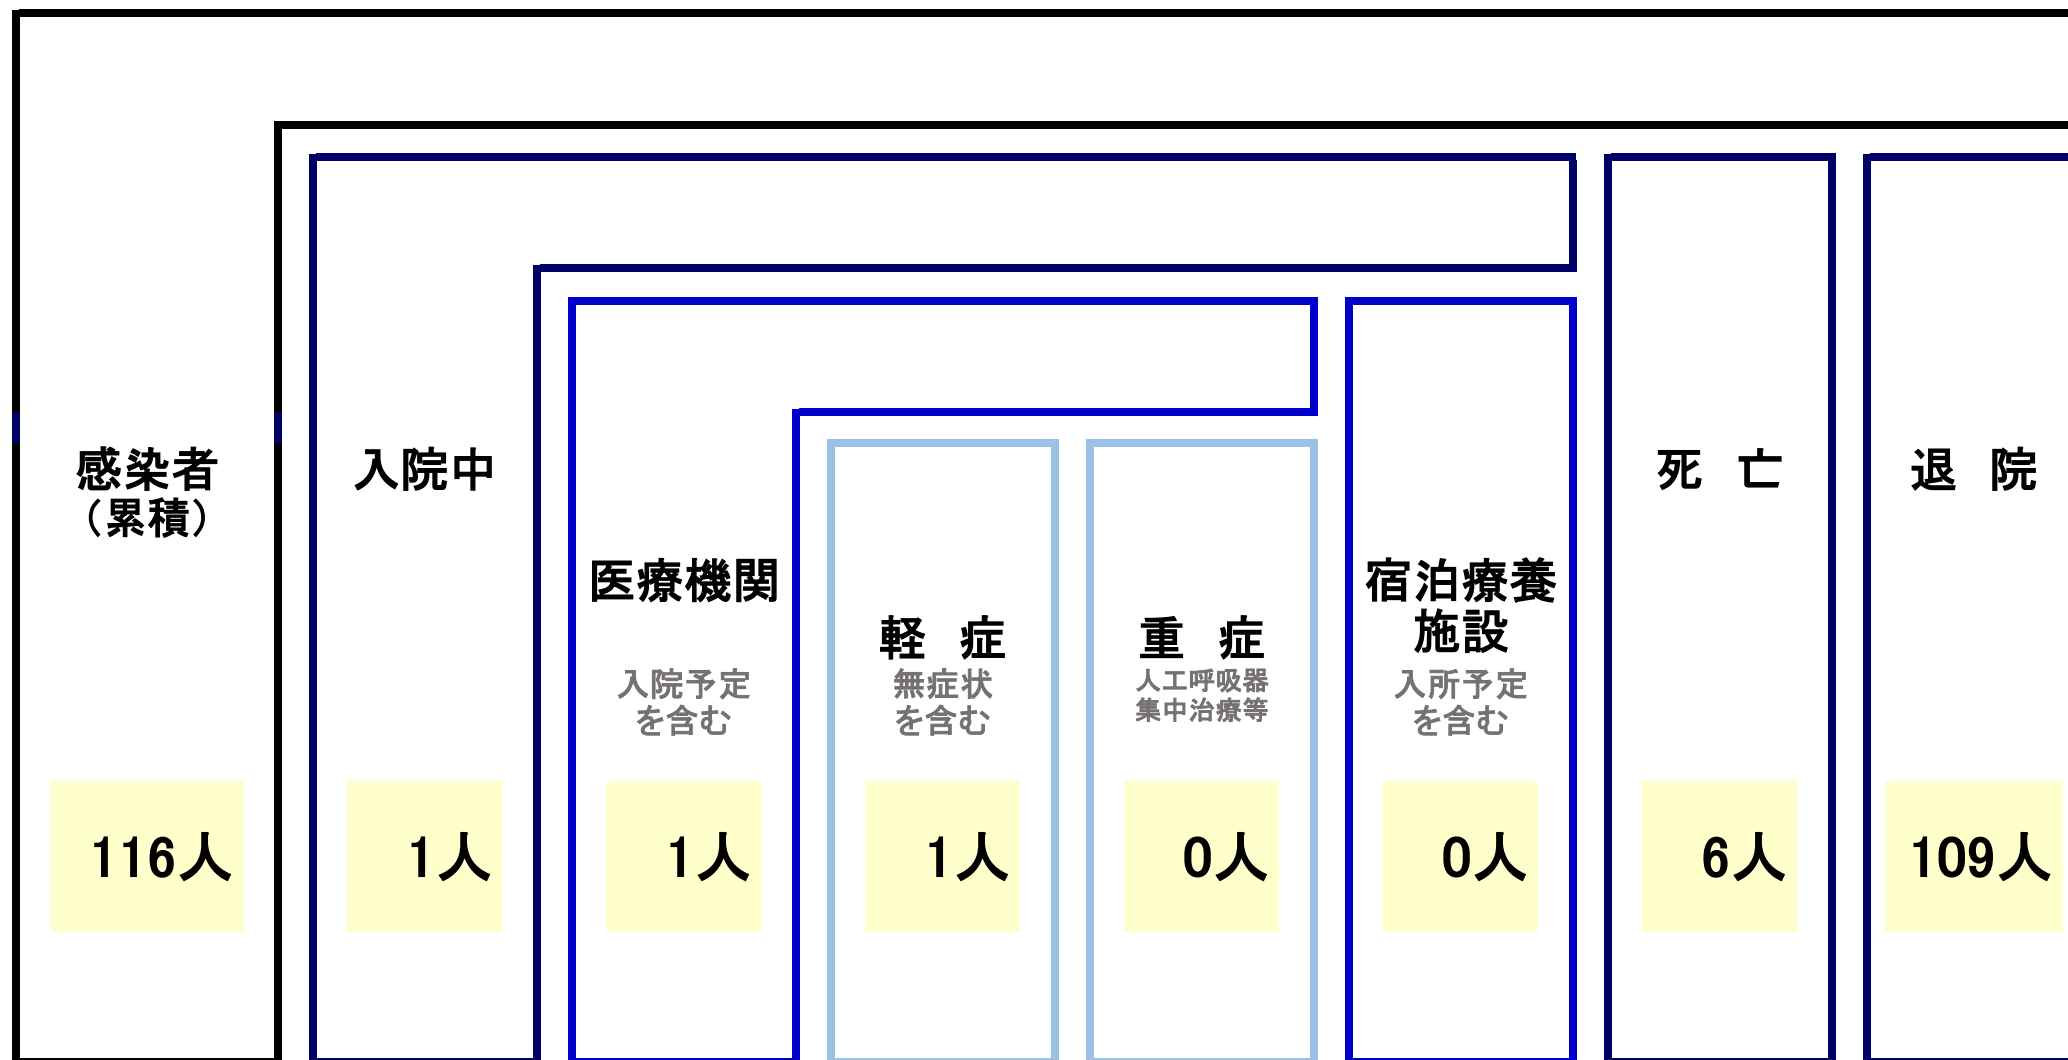 感染者
（累積）
116人
入院中
1人
医療機関
入院予定
を含む
1人
軽 症
無症状
を含む
1人
重 症
人工呼吸器
集中治療等
0人
宿泊療養
施設
入所予定
を含む
0人
死 亡
6人
退 院
109人